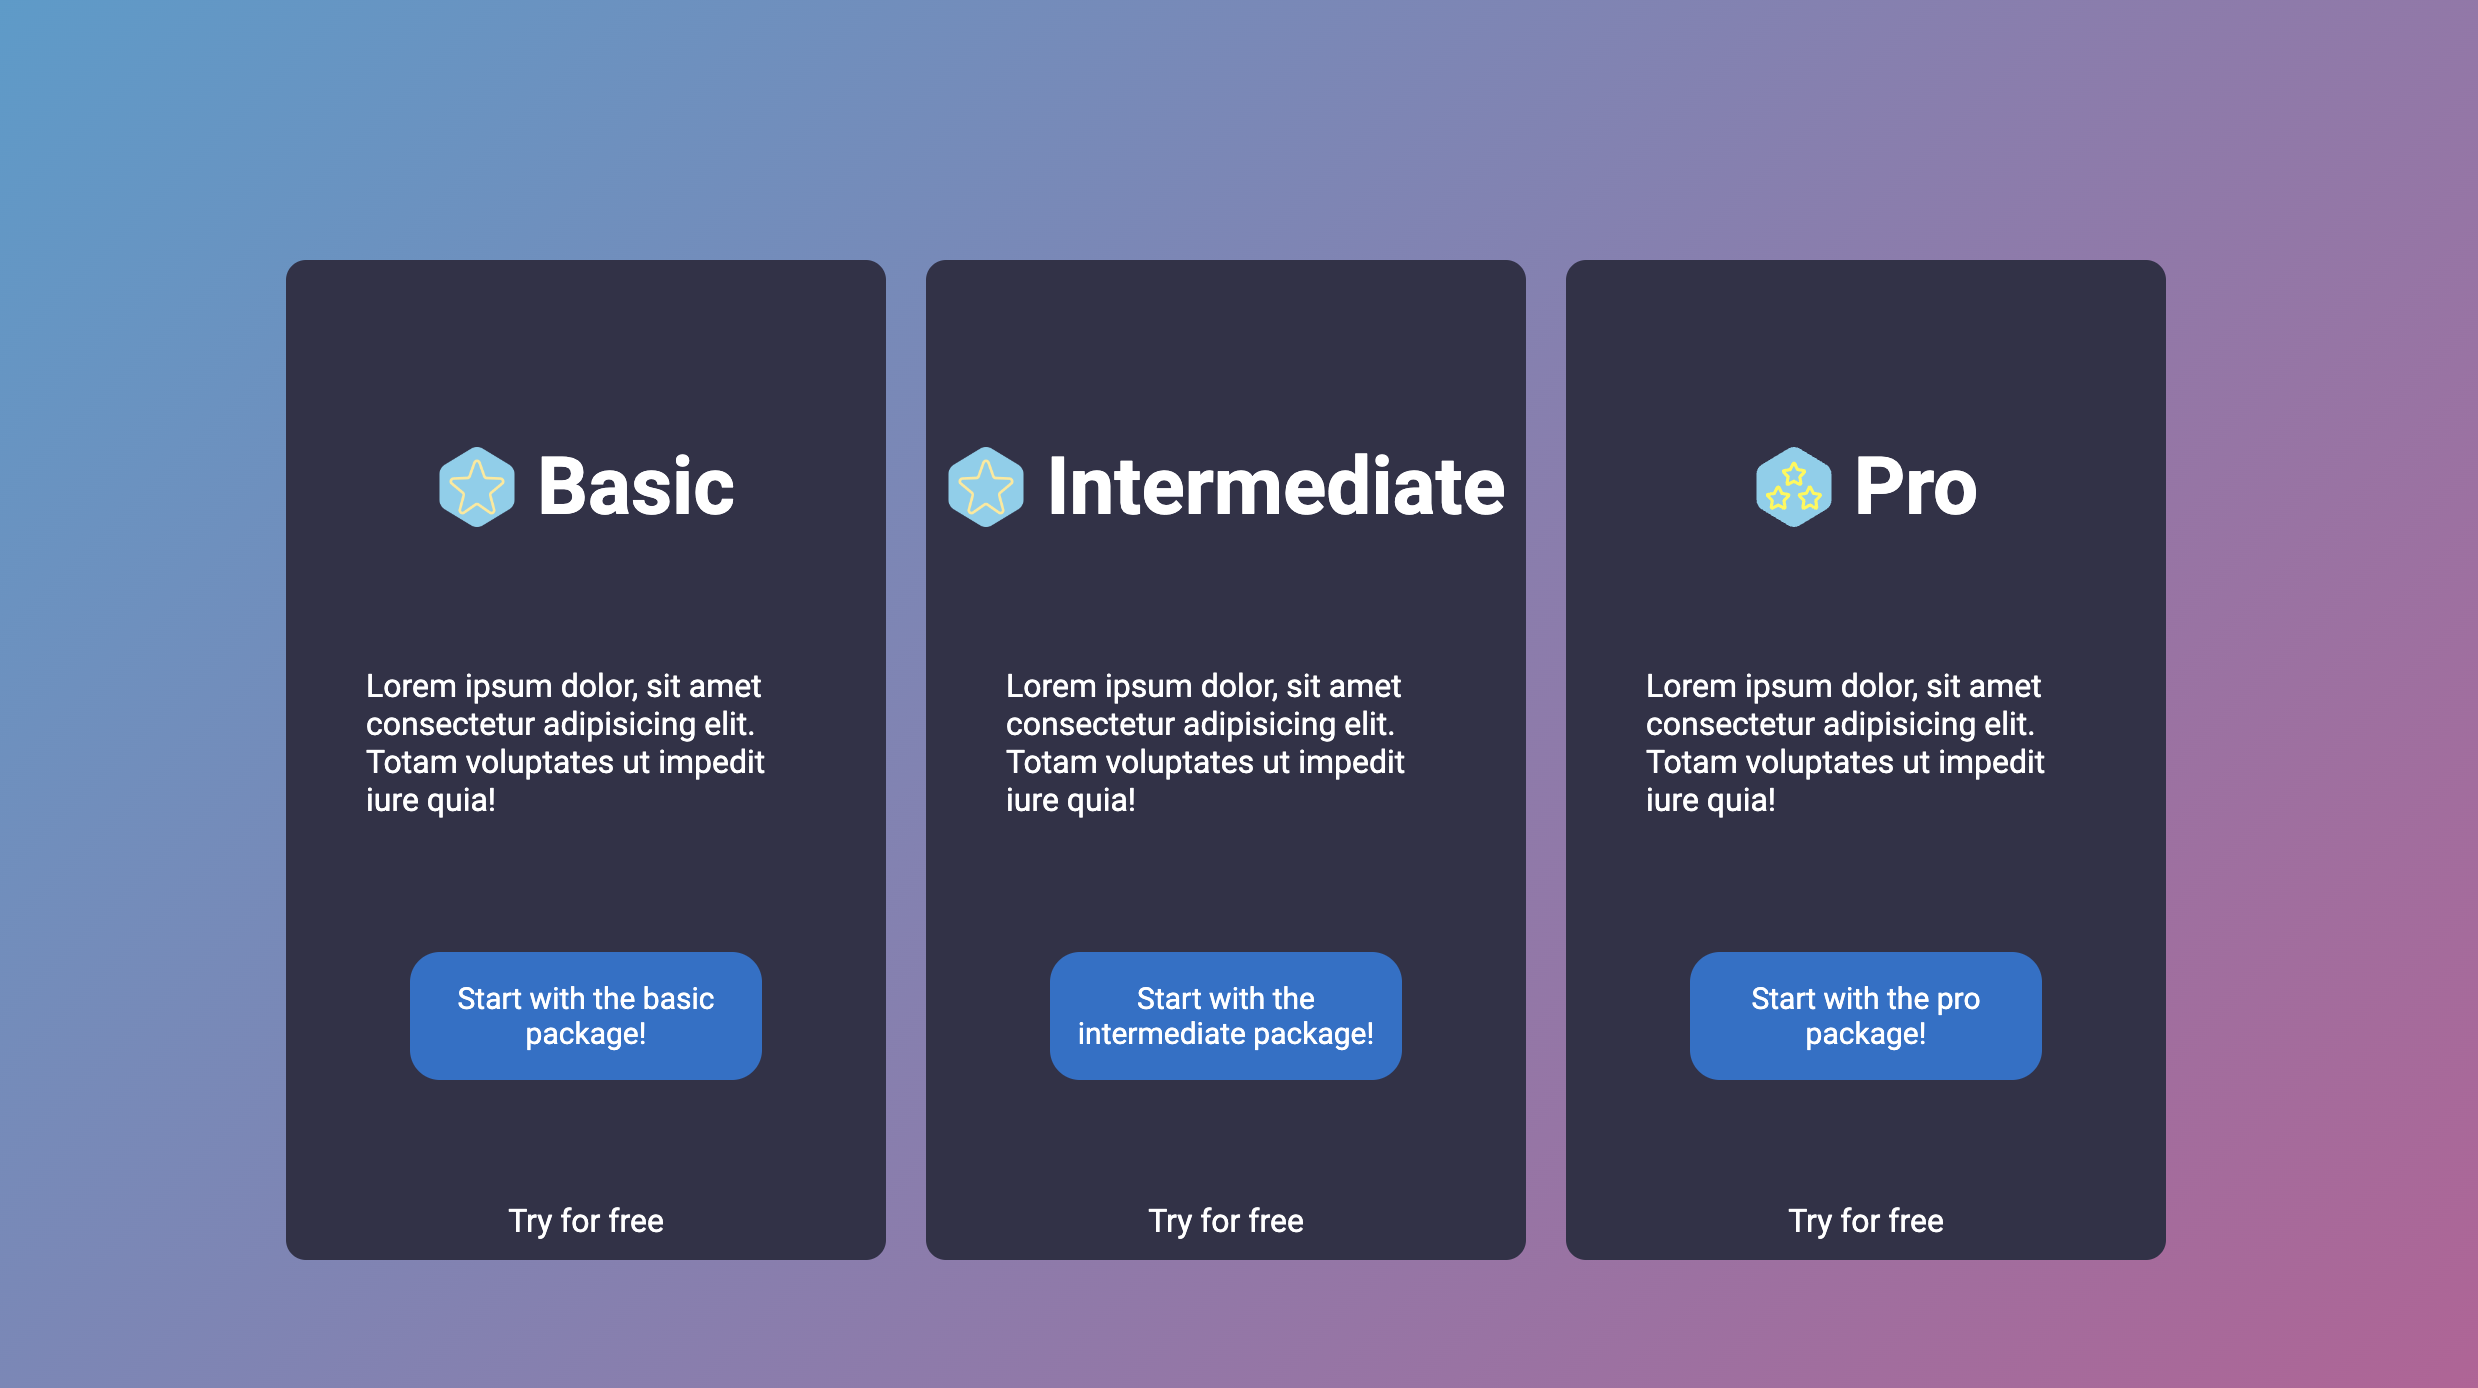 Basic
Lorem ipsum dolor, sit amet
consectetur adipisicing elit.
Totam voluptates ut impedit
iure quia!
Start with the basic
package!
Try for free
Intermediate
Lorem ipsum dolor, sit amet
consectetur adipisicing elit.
Totam voluptates ut impedit
iure quia!
Start with the
intermediate package!
Try for free
Pro
Lorem ipsum dolor, sit amet
consectetur adipisicing elit.
Totam voluptates ut impedit
iure quia!
Start with the pro
package!
Try for free